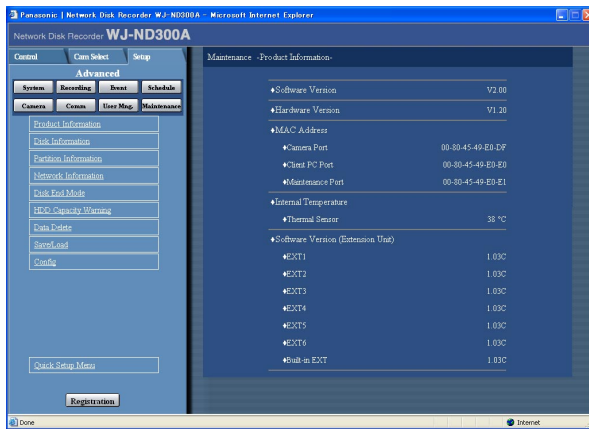 Panasonic | Network Disk Recorder WJ-ND300A - Microsoft Internet Explorer
Network Disk Recorder WJ-ND300A
Control Cam Select Setup
Advanced
System Recording Event Schedule
Camera Comm User Mng. Maintenance
Product Information
Disk Information
Partition Information
Network Information
Disk End Mode
HDD Capacity Warning
Data Delete
Save/Load
Config
Quick Setup Menu
Registration
Maintenance -Product Information-
♦Software Version V2.00
♦Hardware Version V1.20
♦MAC Address
♦Camera Port 00-80-45-49-E0-DF
♦Client PC Port 00-80-45-49-E0-E0
♦Maintenance Port 00-80-45-49-E0-E1
♦Internal Temperature
♦Thermal Sensor 38 °C
♦Software Version (Extension Unit)
♦EXT1 1.03C
♦EXT2 1.03C
♦EXT3 1.03C
♦EXT4 1.03C
♦EXT5 1.03C
♦EXT6 1.03C
♦Built-in EXT 1.03C
Done Internet